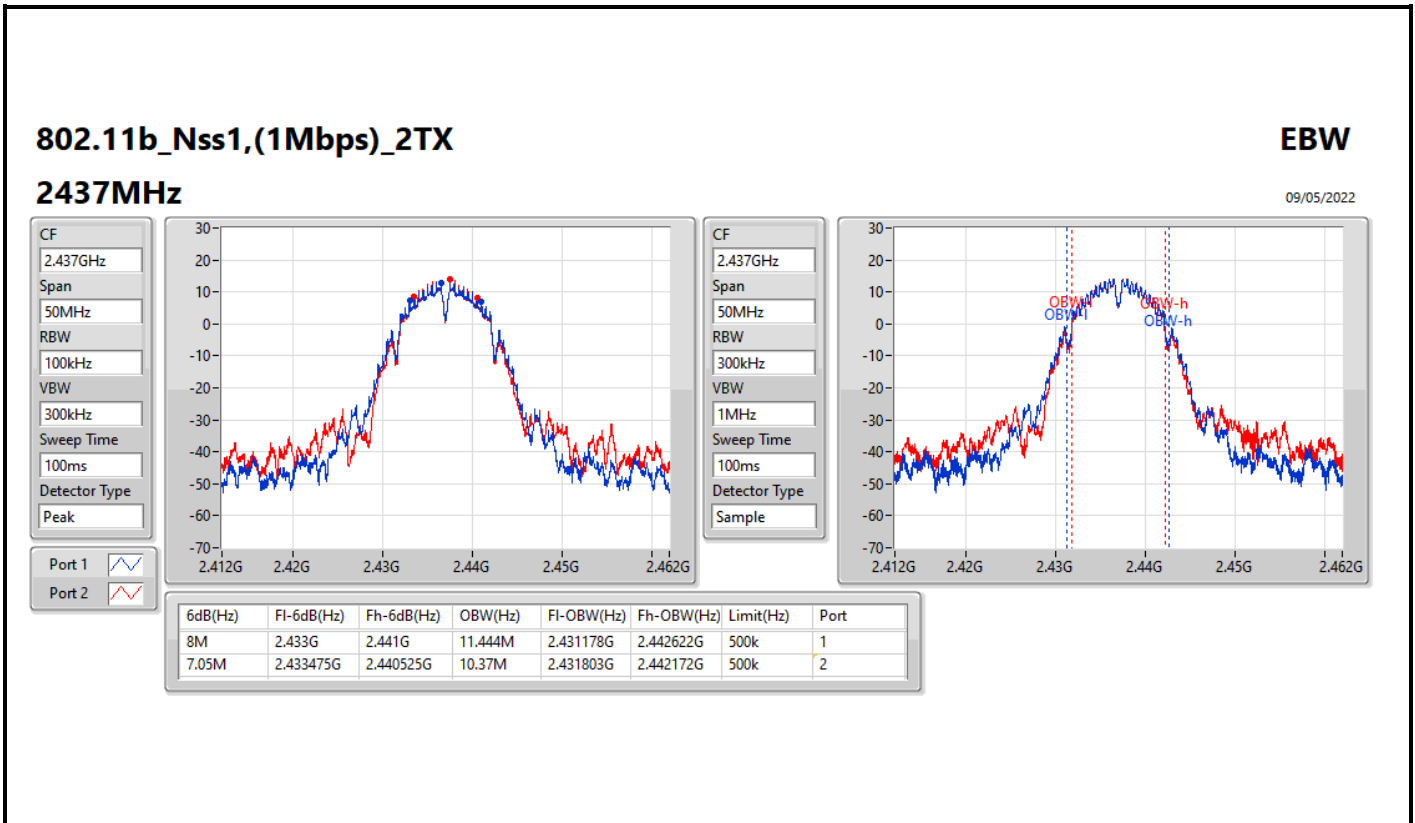 802.11b_Nss1,(1Mbps)_2TX EBW
2437MHz 09/05/2022
CF
2.437GHz
Span
50MHz
RBW
100kHz
VBW
300kHz
Sweep Time
100ms
Detector Type
Peak
Port 1
Port 2
30
20
10
0
-10
-20
-30
-40
-50
-60
-70
2.412G 2.42G 2.43G 2.44G 2.45G 2.462G
CF
2.437GHz
Span
50MHz
RBW
300kHz
VBW
1MHz
Sweep Time
100ms
Detector Type
Sample
30
20
10
0
-10
-20
-30
-40
-50
-60
-70
OBW-l OBW-h
OBW-l OBW-h
2.412G 2.42G 2.43G 2.44G 2.45G 2.462G
6dB(Hz) Fl-6dB(Hz) Fh-6dB(Hz) OBW(Hz) Fl-OBW(Hz) Fh-OBW(Hz) Limit(Hz) Port
8M 2.433G 2.441G 11.444M 2.431178G 2.442622G 500k 1
7.05M 2.433475G 2.440525G 10.37M 2.431803G 2.442172G 500k 2